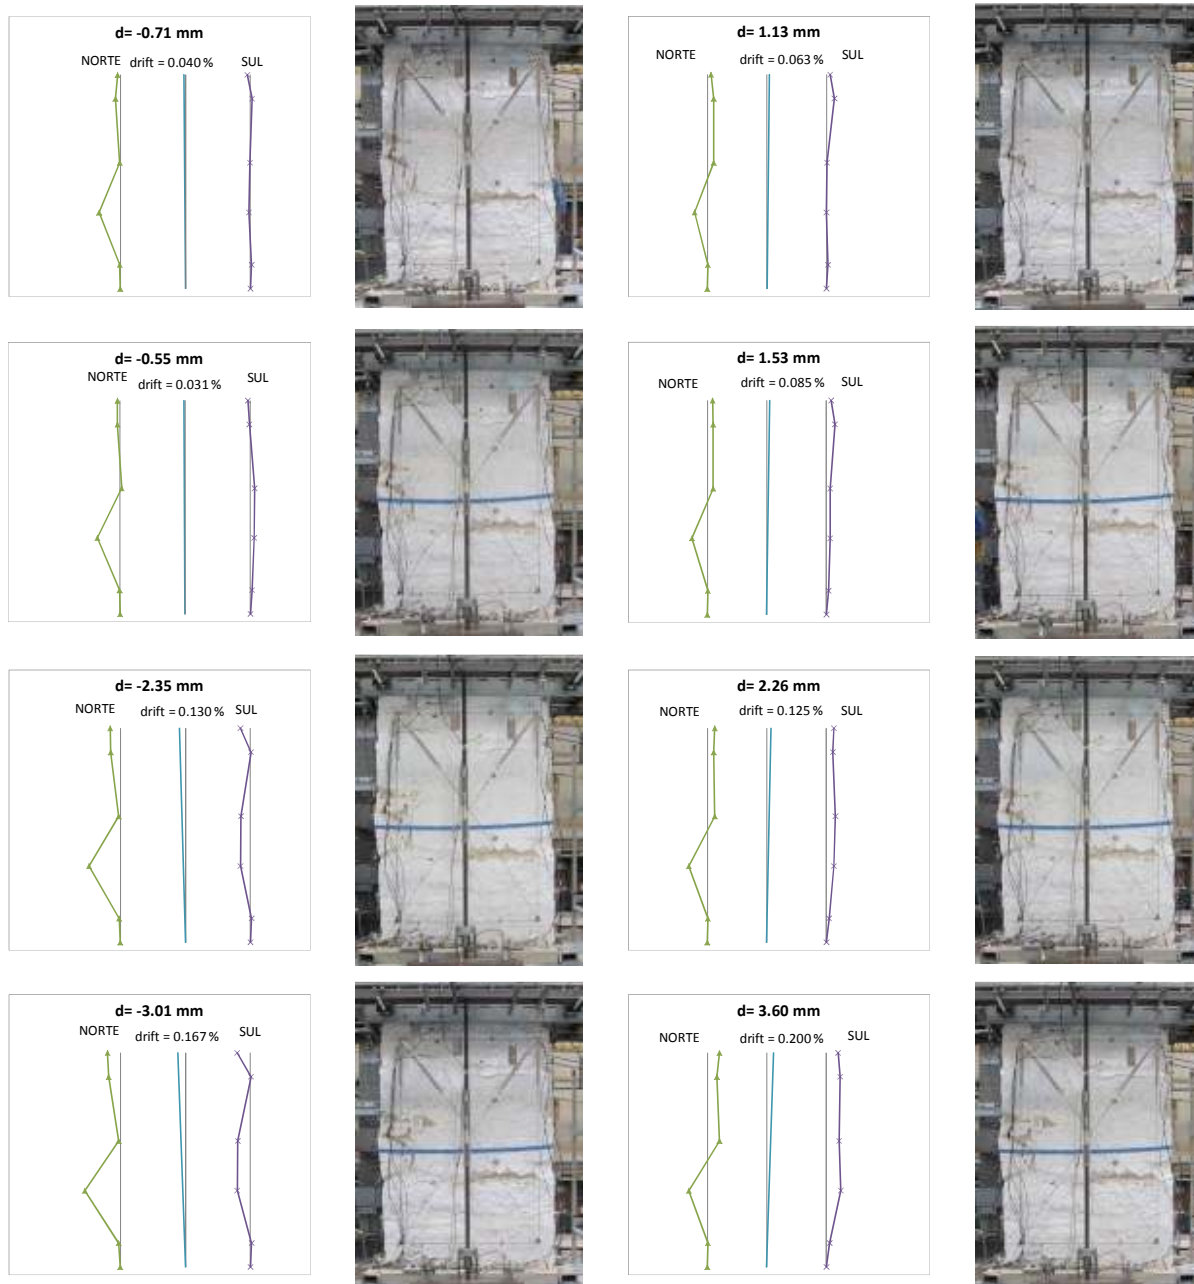 d= -0.71 mm
NORTE drift = 0.040 % SUL
d= 1.13 mm
NORTE drift = 0.063 % SUL
d= -0.55 mm
NORTE drift = 0.031 % SUL
d= 1.53 mm
NORTE drift = 0.085 % SUL
d= -2.35 mm
NORTE drift = 0.130 % SUL
d= 2.26 mm
NORTE drift = 0.125 % SUL
d= -3.01 mm
NORTE drift = 0.167 % SUL
d= 3.60 mm
NORTE drift = 0.200 % SUL